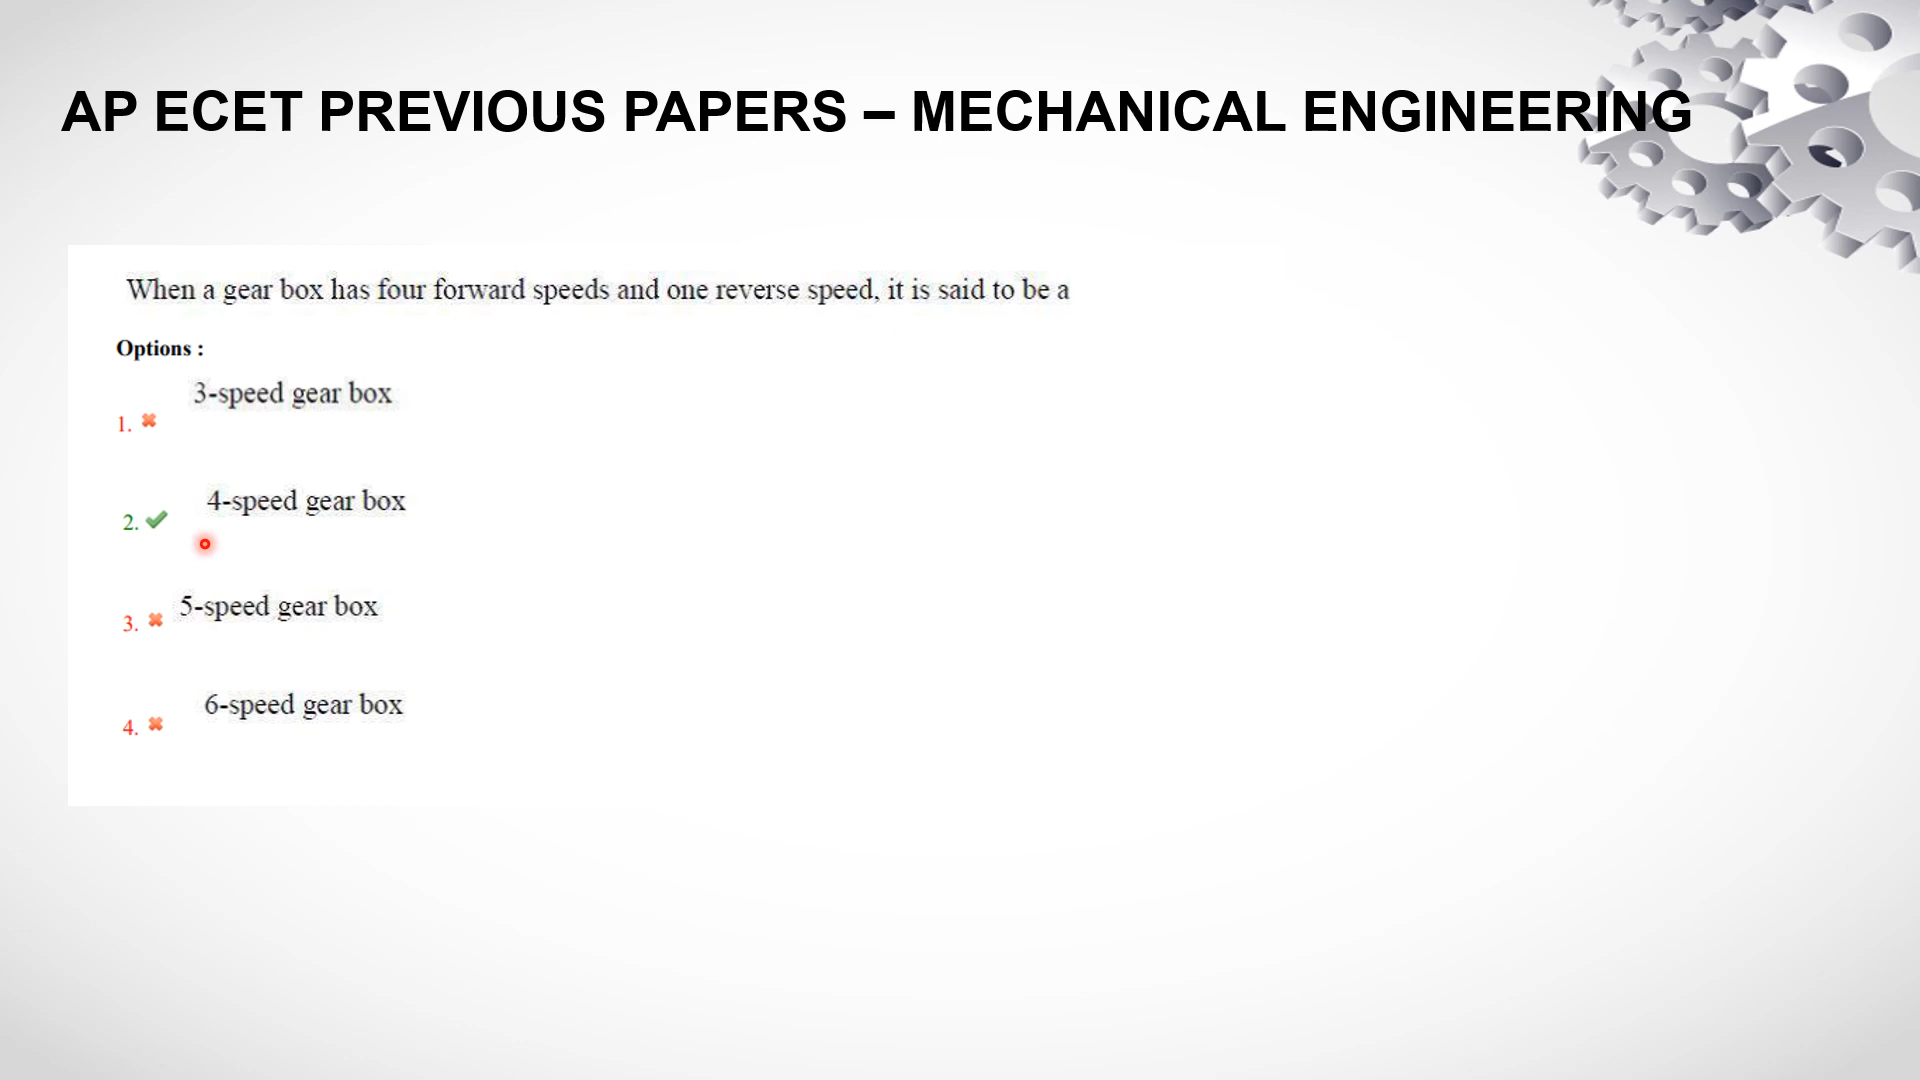 AP ECET PREVIOUS PAPERS – MECHANICAL ENGINEERING
When a gear box has four forward speeds and one reverse speed, it is said to be a
Options :
3-speed gear box
1.
4-speed gear box
2.
5-speed gear box
3.
6-speed gear box
4.